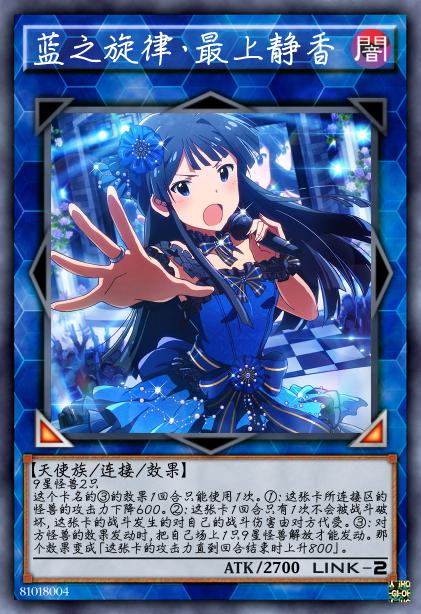 蓝之旋律·最上静香
闇
【天使族/连接/效果】
9星怪兽2只
这个卡名的③的效果1回合只能使用1次。①:这张卡所连接区的
怪兽的攻击力下降600。②:这张卡1回合只有1次不会被战斗破
坏,这张卡的战斗发生的对自己的战斗伤害由对方代受。③:对
方怪兽的效果发动时,把自己场上1只9星怪兽解放才能发动。那
个效果变成「这张卡的攻击力直到回合结束时上升800」。
ATK/2700 LINK-2
81018004